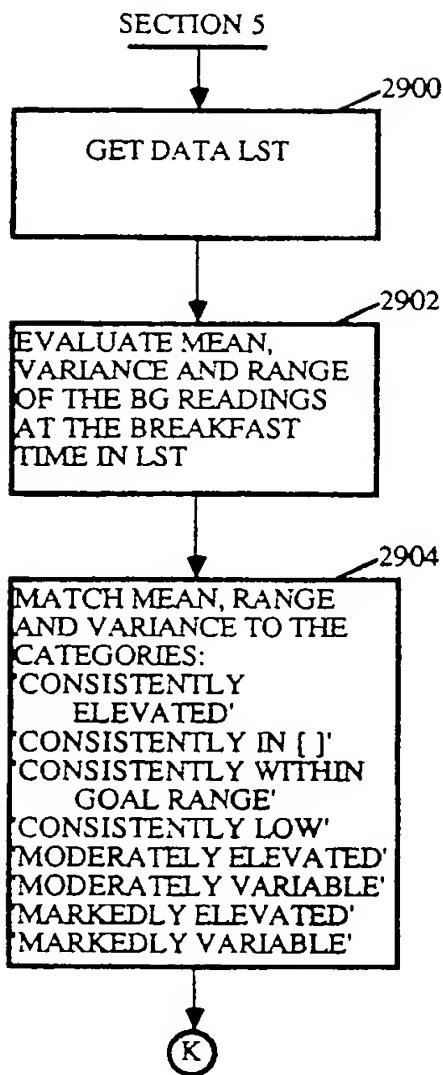 SECTION 5
2900
GET DATA LST
2902
EVALUATE MEAN,
VARIANCE AND RANGE
OF THE BG READINGS
AT THE BREAKFAST
TIME IN LST
2904
MATCH MEAN, RANGE
AND VARIANCE TO THE
CATEGORIES:
'CONSISTENTLY
ELEVATED'
'CONSISTENTLY IN [ ]'
'CONSISTENTLY WITHIN
GOAL RANGE'
'CONSISTENTLY LOW'
'MODERATELY ELEVATED'
'MODERATELY VARIABLE'
'MARKEDLY ELEVATED'
'MARKEDLY VARIABLE'
K